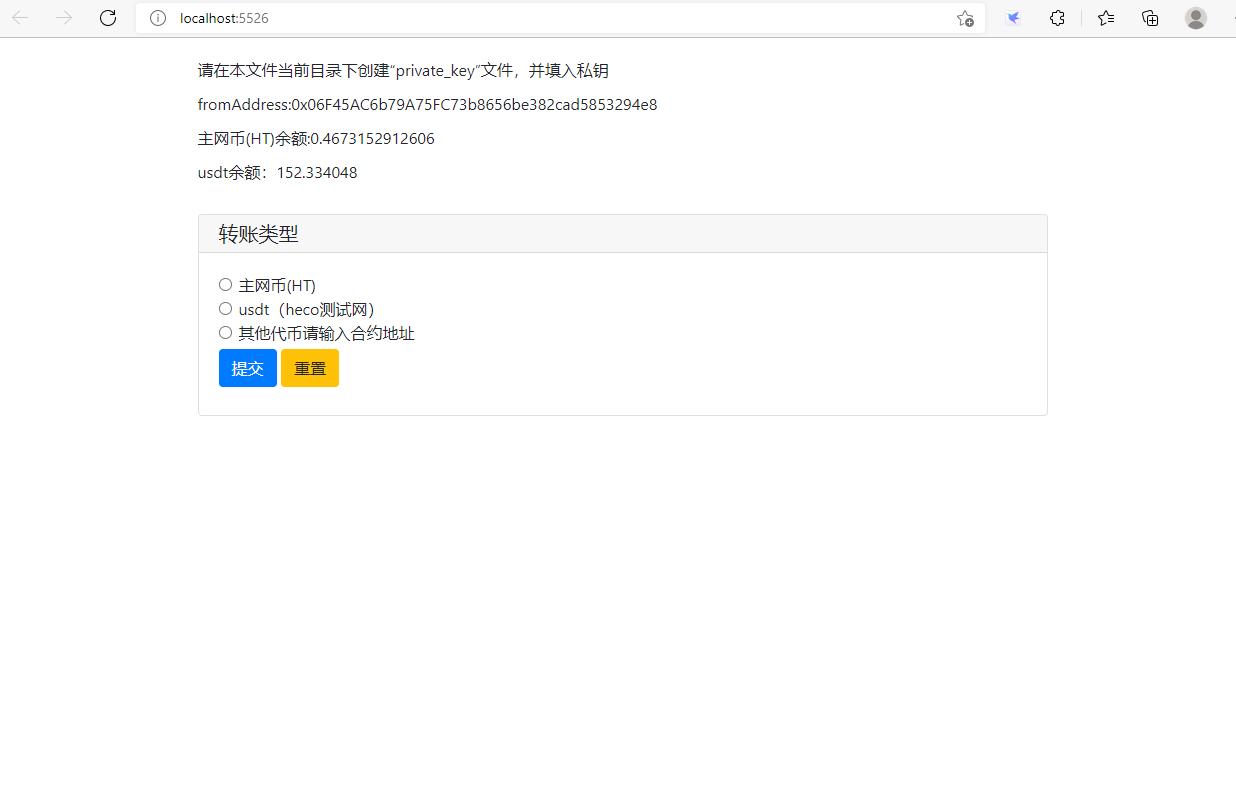 localhost:5526
请在本文件当前目录下创建“private_key”文件，并填入私钥
fromAddress:0x06F45AC6b79A75FC73b8656be382cad5853294e8
主网币(HT)余额:0.4673152912606
usdt余额：152.334048
转账类型
主网币(HT)
usdt（heco测试网）
其他代币请输入合约地址
提交 重置